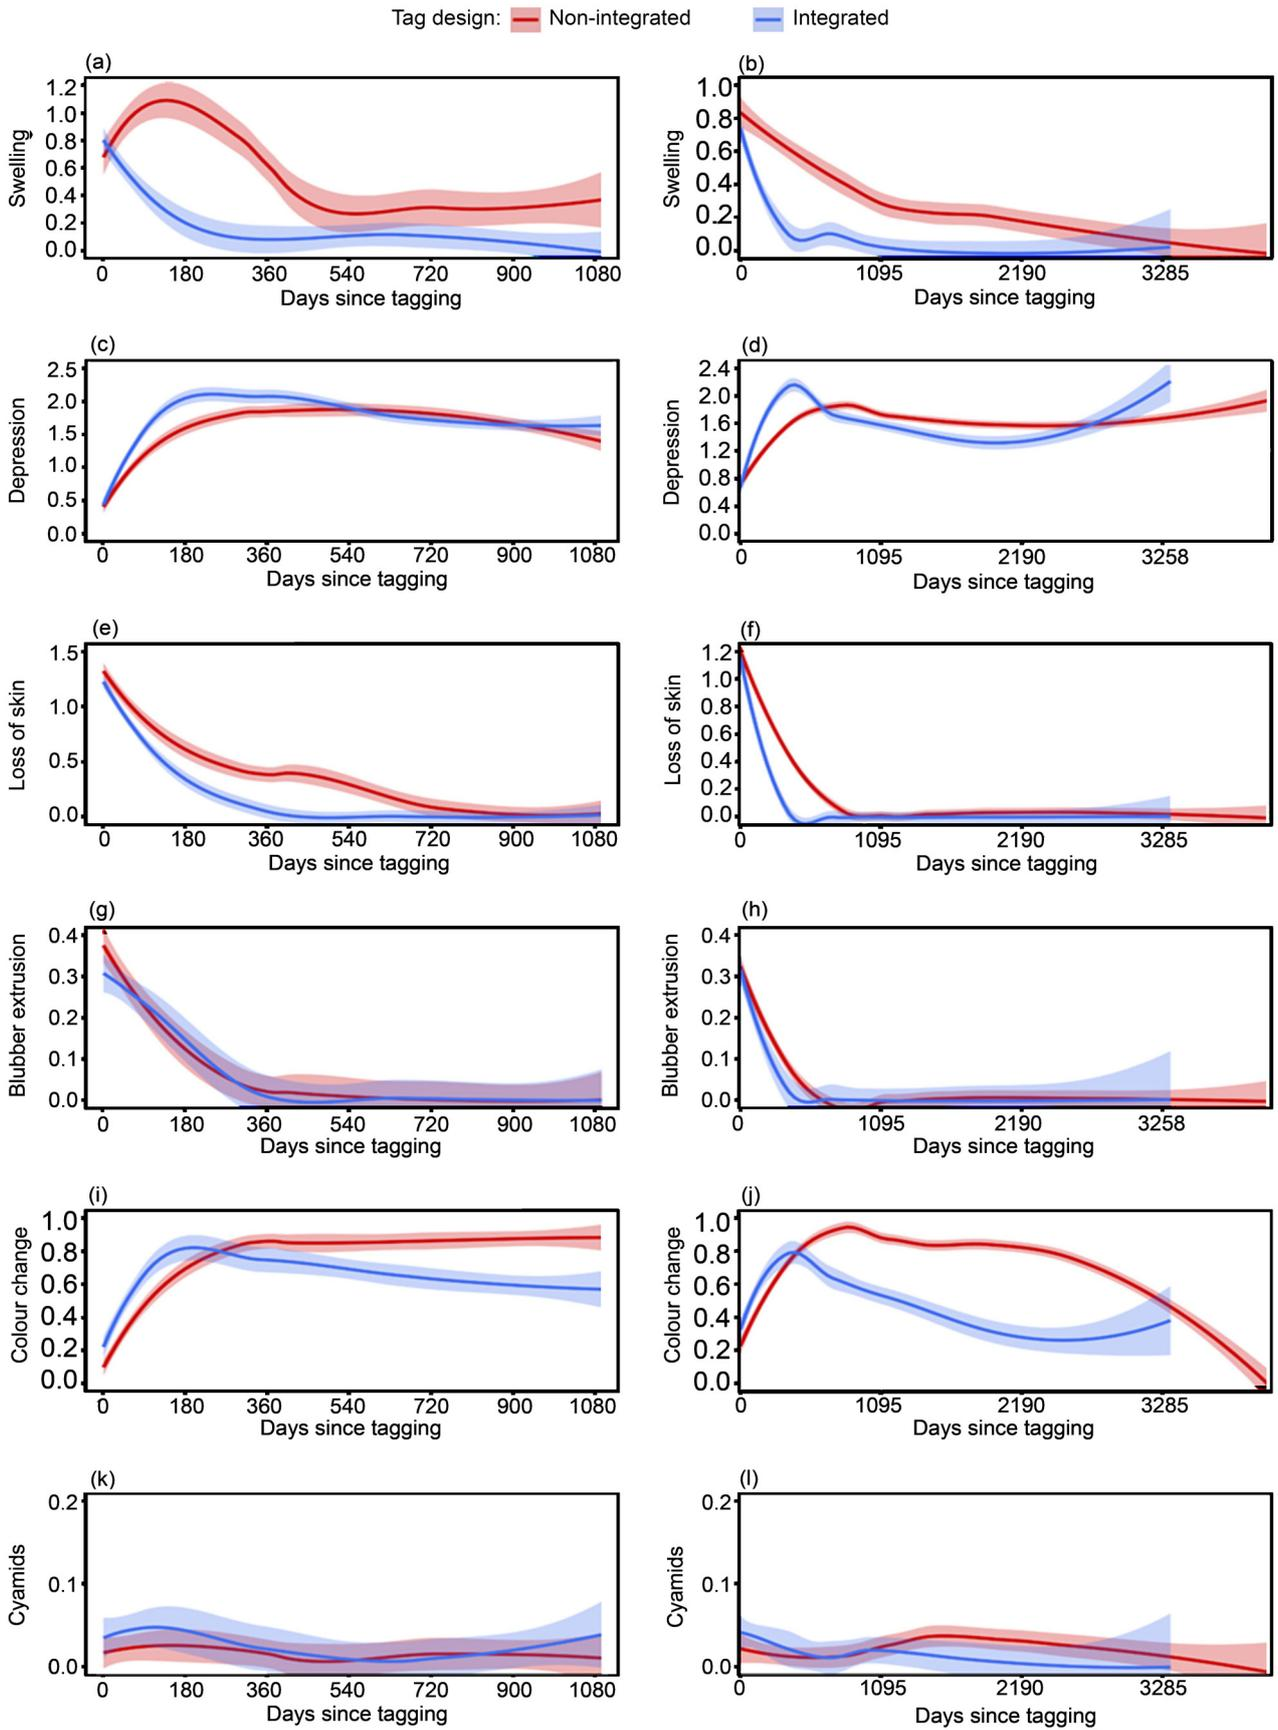 Tag design: Non-integrated Integrated
(a) (b)
Swelling
1.2
1.0
0.8
0.6
0.4
0.2
0.0
0 180 360 540 720 900 1080
Days since tagging
Swelling
1.0
0.8
0.6
0.4
0.2
0.0
0 1095 2190 3285
Days since tagging
(c) (d)
Depression
2.5
2.0
1.5
1.0
0.5
0.0
0 180 360 540 720 900 1080
Days since tagging
Depression
2.4
2.0
1.6
1.2
0.8
0.4
0.0
0 1095 2190 3258
Days since tagging
(e) (f)
Loss of skin
1.5
1.0
0.5
0.0
0 180 360 540 720 900 1080
Days since tagging
Loss of skin
1.2
1.0
0.8
0.6
0.4
0.2
0.0
0 1095 2190 3285
Days since tagging
(g) (h)
Blubber extrusion
0.4
0.3
0.2
0.1
0.0
0 180 360 540 720 900 1080
Days since tagging
Blubber extrusion
0.4
0.3
0.2
0.1
0.0
0 1095 2190 3258
Days since tagging
(i) (j)
Colour change
1.0
0.8
0.6
0.4
0.2
0.0
0 180 360 540 720 900 1080
Days since tagging
Colour change
1.0
0.8
0.6
0.4
0.2
0.0
0 1095 2190 3285
Days since tagging
(k) (l)
Cyamids
0.2
0.1
0.0
0 180 360 540 720 900 1080
Days since tagging
Cyamids
0.2
0.1
0.0
0 1095 2190 3285
Days since tagging